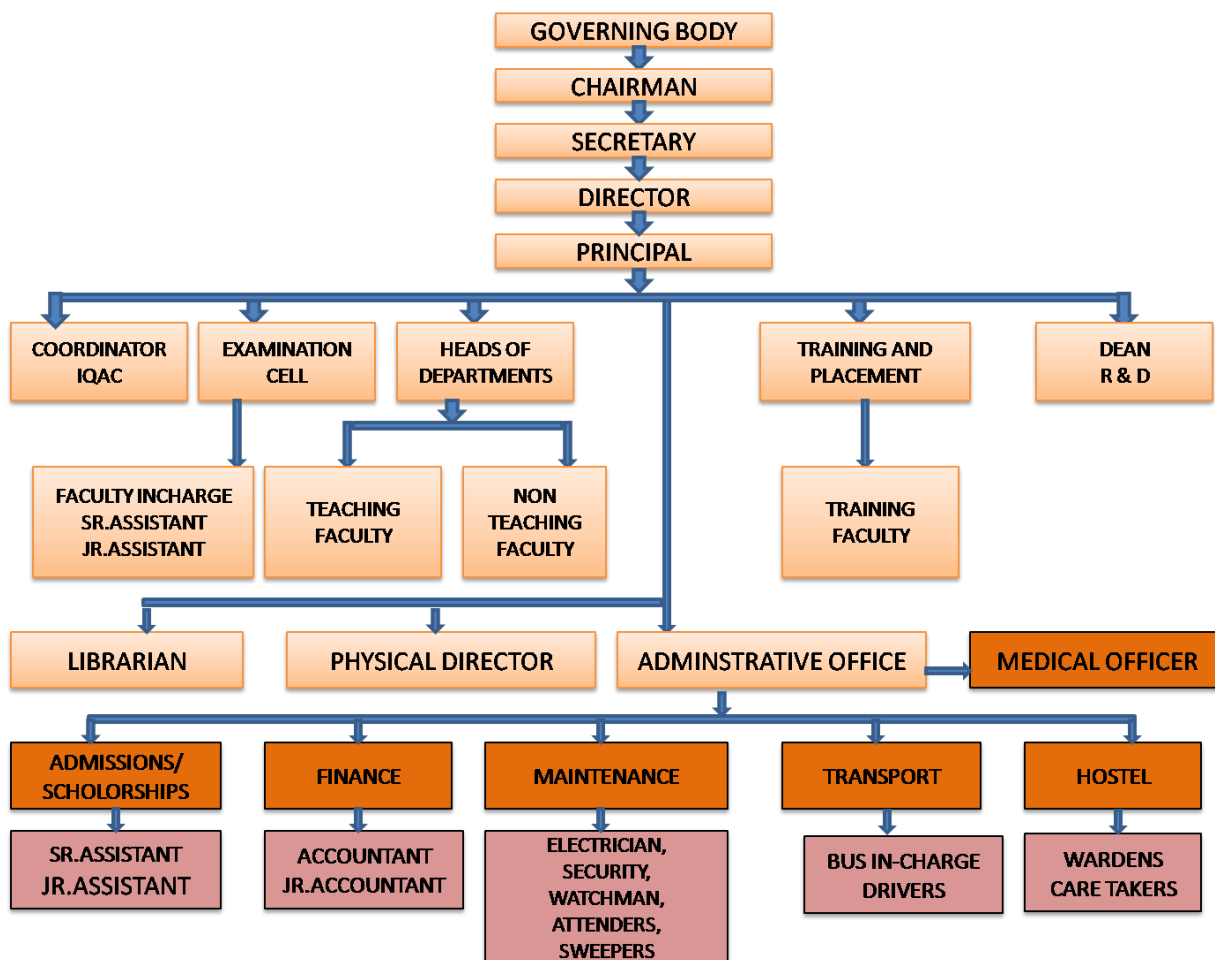 GOVERNING BODY
CHAIRMAN
SECRETARY
DIRECTOR
PRINCIPAL
COORDINATOR
IQAC
EXAMINATION
CELL
HEADS OF
DEPARTMENTS
TRAINING AND
PLACEMENT
DEAN
R & D
FACULTY INCHARGE
SR.ASSISTANT
JR.ASSISTANT
TEACHING
FACULTY
NON
TEACHING
FACULTY
TRAINING
FACULTY
LIBRARIAN
PHYSICAL DIRECTOR
ADMINSTRATIVE OFFICE
MEDICAL OFFICER
ADMISSIONS/
SCHOLORSHIPS
FINANCE
MAINTENANCE
TRANSPORT
HOSTEL
SR.ASSISTANT
JR.ASSISTANT
ACCOUNTANT
JR.ACCOUNTANT
ELECTRICIAN,
SECURITY,
WATCHMAN,
ATTENDERS,
SWEEPERS
BUS IN-CHARGE
DRIVERS
WARDENS
CARE TAKERS